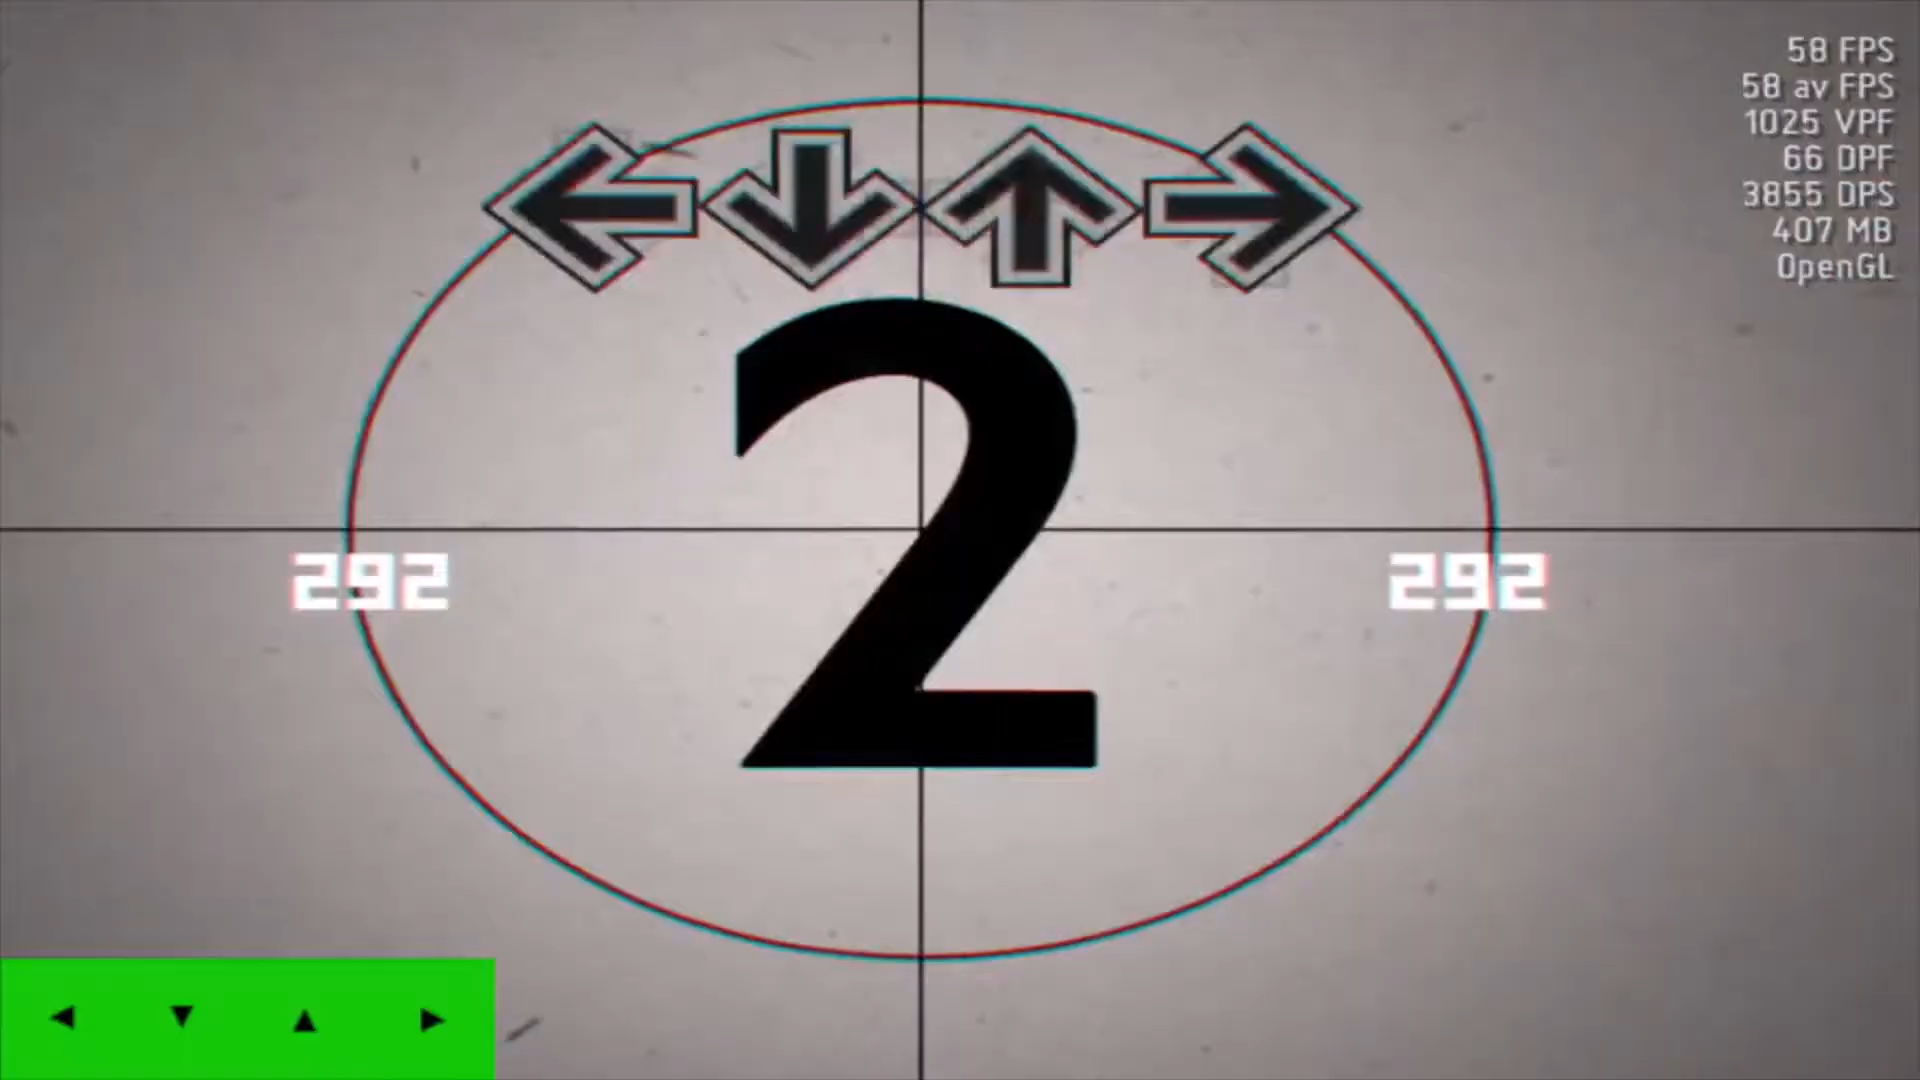 58 FPS
58 av FPS
1025 VPF
66 DPF
3855 DPS
407 MB
OpenGL
2
292
292